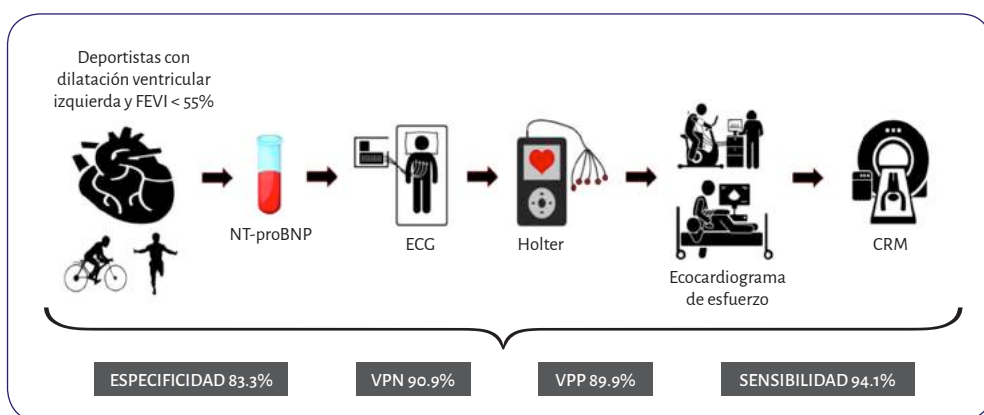 Deportistas con
dilatación ventricular
izquierda y FEVI < 55%
NT-proBNP
ECG
Holter
Ecocardiograma
de esfuerzo
CRM
ESPECIFICIDAD 83.3%
VPN 90.9%
VPP 89.9%
SENSIBILIDAD 94.1%